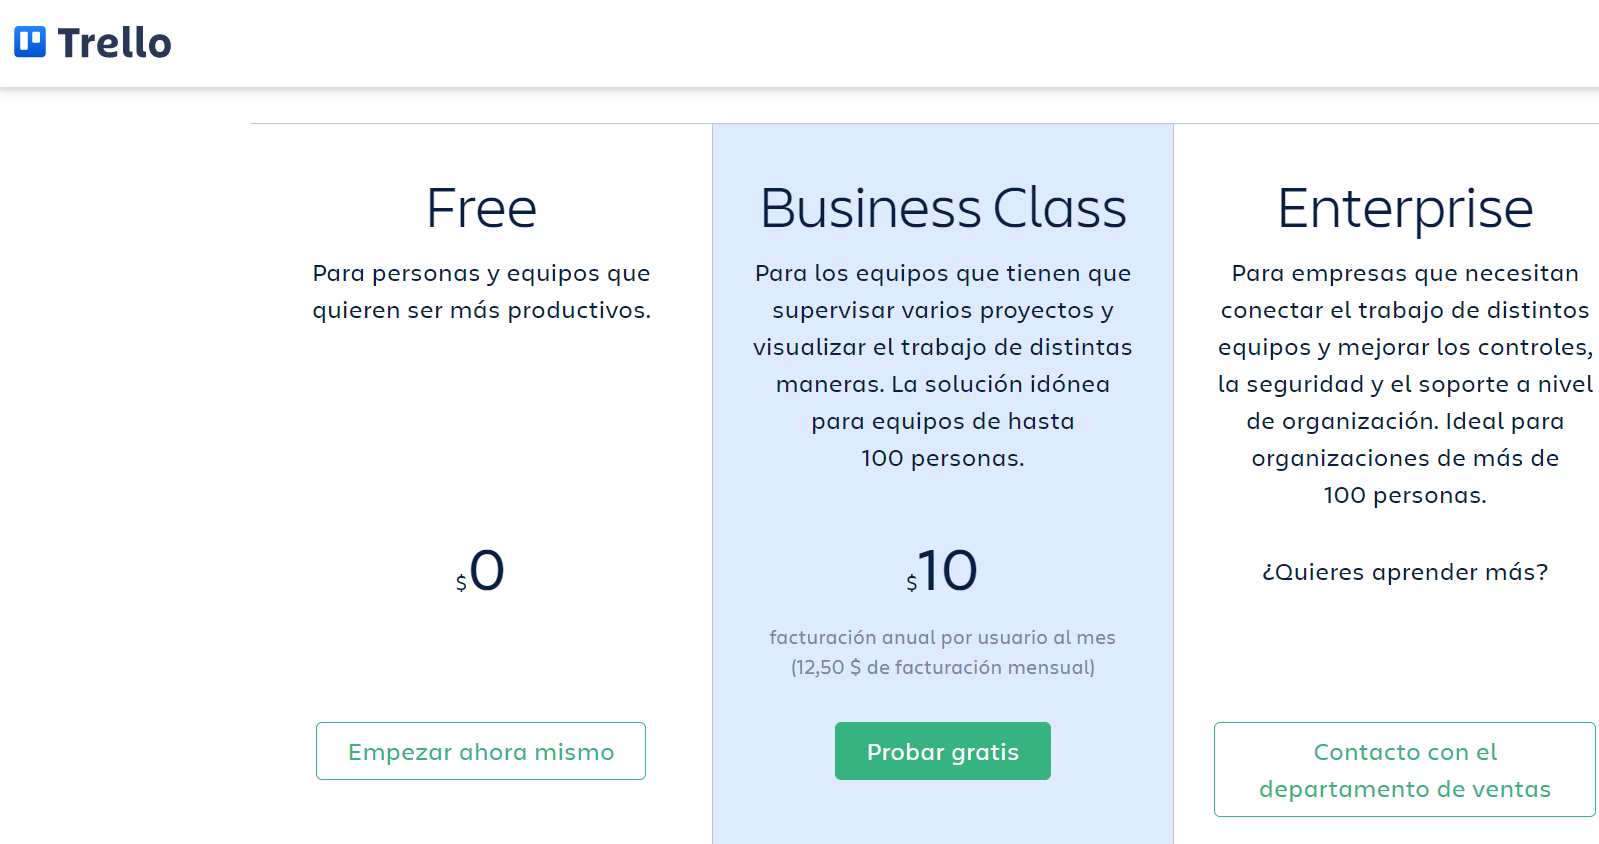 Trello
Free
Para personas y equipos que
quieren ser más productivos.
$0
Empezar ahora mismo
Business Class
Para los equipos que tienen que
supervisar varios proyectos y
visualizar el trabajo de distintas
maneras. La solución idónea
para equipos de hasta
100 personas.
$10
facturación anual por usuario al mes
(12,50 $ de facturación mensual)
Probar gratis
Enterprise
Para empresas que necesitan
conectar el trabajo de distintos
equipos y mejorar los controles,
la seguridad y el soporte a nivel
de organización. Ideal para
organizaciones de más de
100 personas.
¿Quieres aprender más?
Contacto con el
departamento de ventas